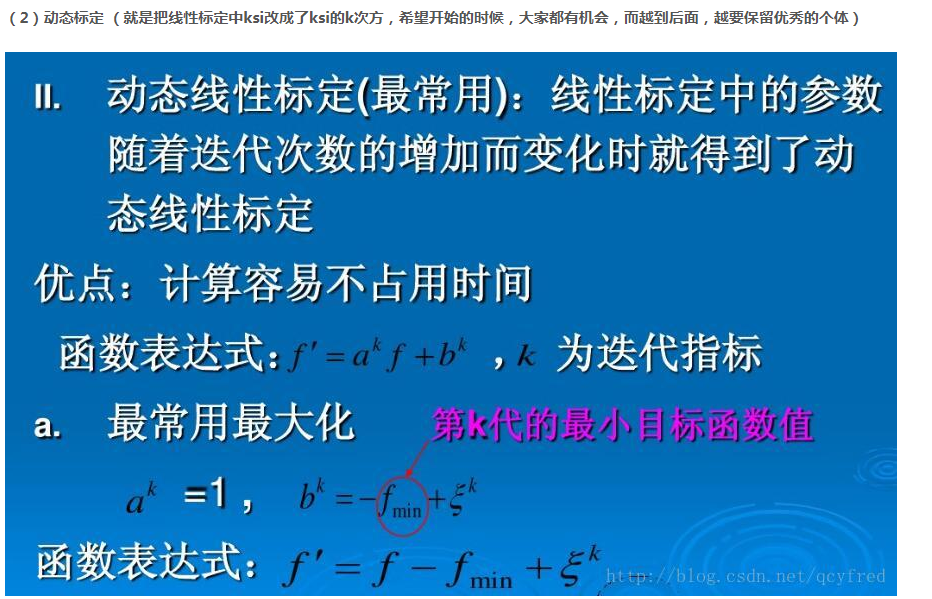 （2）动态标定 （就是把线性标定中ksi改成了ksi的k次方，希望开始的时候，大家都有机会，而越到后面，越要保留优秀的个体）
II. 动态线性标定(最常用)：线性标定中的参数
随着迭代次数的增加而变化时就得到了动
态线性标定
优点：计算容易不占用时间
函数表达式：f′ = a^k f + b^k ，k 为迭代指标
a. 最常用最大化 第k代的最小目标函数值
a^k =1， b^k = −f_min + ξ^k
函数表达式：f′ = f − f_min + ξ^k
http://blog.csdn.net/qcyfred